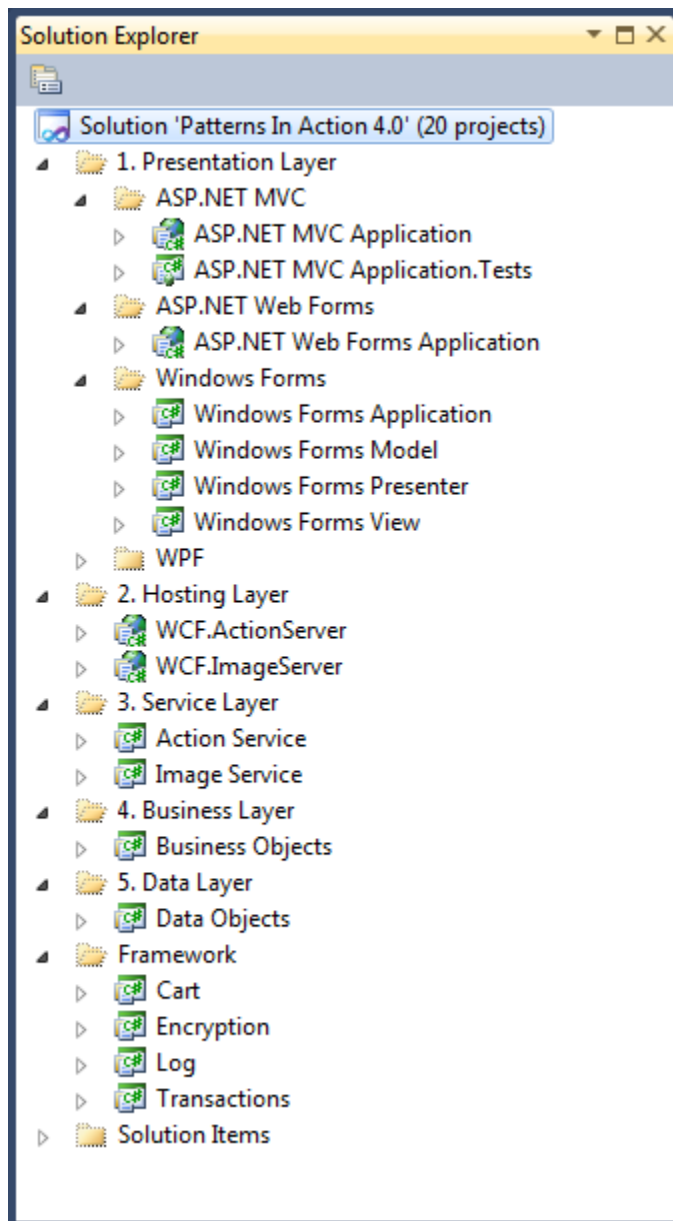 Solution Explorer
Solution 'Patterns In Action 4.0' (20 projects)
1. Presentation Layer
ASP.NET MVC
ASP.NET MVC Application
ASP.NET MVC Application.Tests
ASP.NET Web Forms
ASP.NET Web Forms Application
Windows Forms
Windows Forms Application
Windows Forms Model
Windows Forms Presenter
Windows Forms View
WPF
2. Hosting Layer
WCF.ActionServer
WCF.ImageServer
3. Service Layer
Action Service
Image Service
4. Business Layer
Business Objects
5. Data Layer
Data Objects
Framework
Cart
Encryption
Log
Transactions
Solution Items